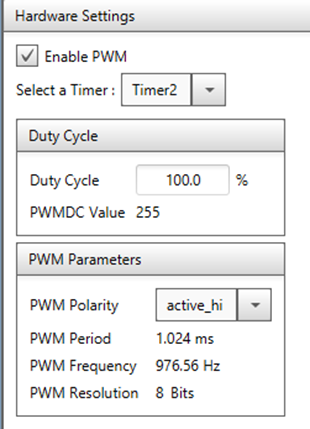 Hardware Settings
Enable PWM
Select a Timer : Timer2
Duty Cycle
Duty Cycle 100.0 %
PWMDC Value 255
PWM Parameters
PWM Polarity active_hi
PWM Period 1.024 ms
PWM Frequency 976.56 Hz
PWM Resolution 8 Bits